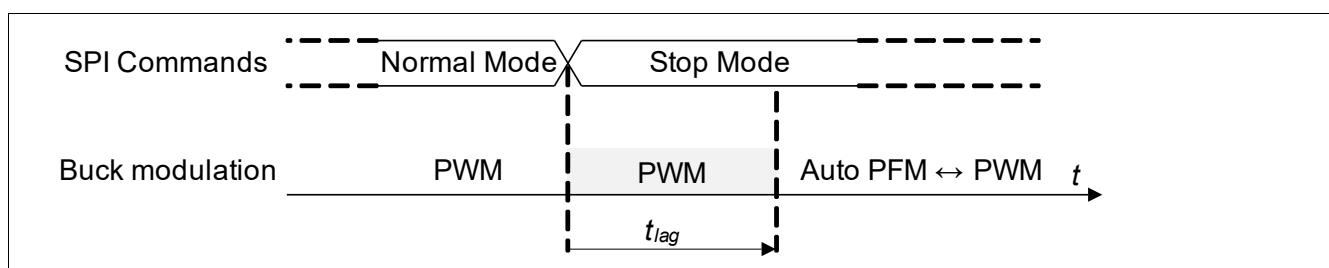 SPI Commands Normal Mode Stop Mode
Buck modulation PWM PWM Auto PFM ↔ PWM t
tlag